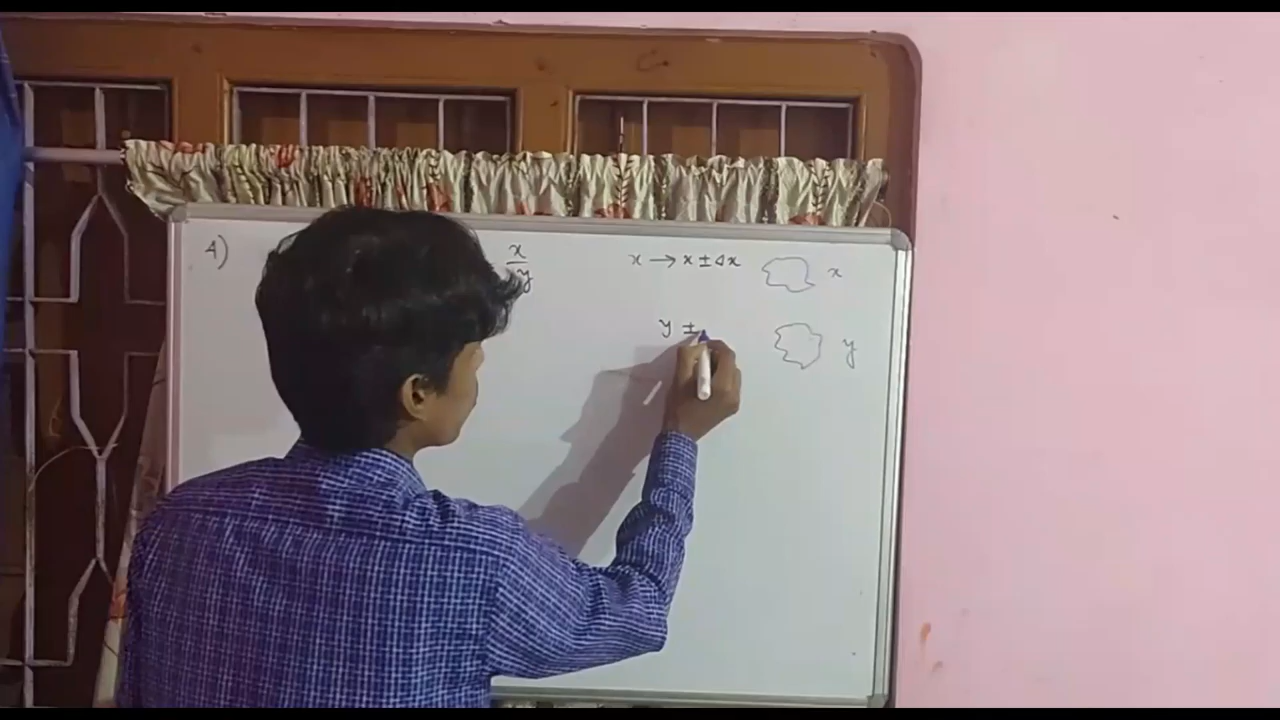 4)
x/y
x → x ± Δx
x
y ±
y